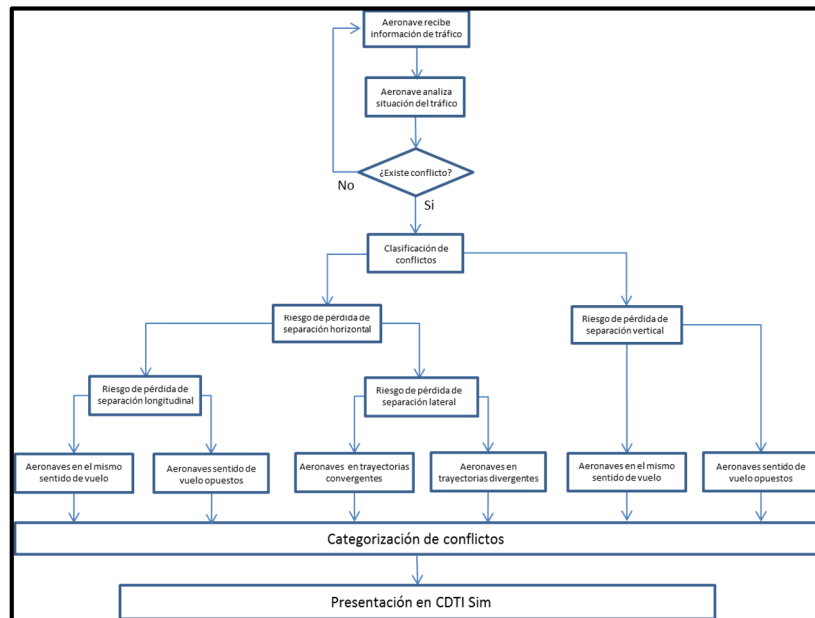 Aeronave recibe
información de tráfico
Aeronave analiza
situación del tráfico
¿Existe conflicto?
No
Si
Clasificación de
conflictos
Riesgo de pérdida de
separación horizontal
Riesgo de pérdida de
separación vertical
Riesgo de pérdida de
separación longitudinal
Riesgo de pérdida de
separación lateral
Aeronaves en el mismo
sentido de vuelo
Aeronaves sentido de
vuelo opuestos
Aeronaves en trayectorias
convergentes
Aeronaves en
trayectorias divergentes
Aeronaves en el mismo
sentido de vuelo
Aeronaves sentido de
vuelo opuestos
Categorización de conflictos
Presentación en CDTI Sim